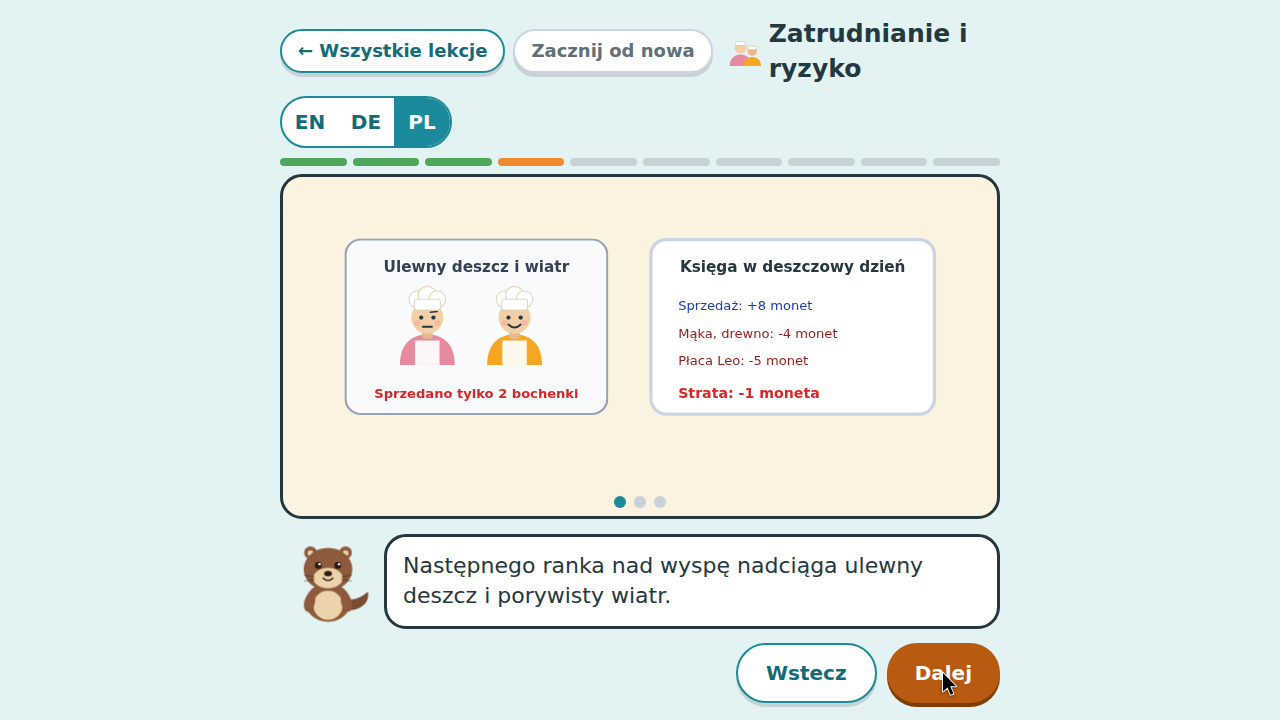 ← Wszystkie lekcje
Zacznij od nowa
Zatrudnianie i
ryzyko
EN DE PL
Ulewny deszcz i wiatr
Sprzedano tylko 2 bochenki
Księga w deszczowy dzień
Sprzedaż: +8 monet
Mąka, drewno: -4 monet
Płaca Leo: -5 monet
Strata: -1 moneta
Następnego ranka nad wyspę nadciąga ulewny
deszcz i porywisty wiatr.
Wstecz
Dalej